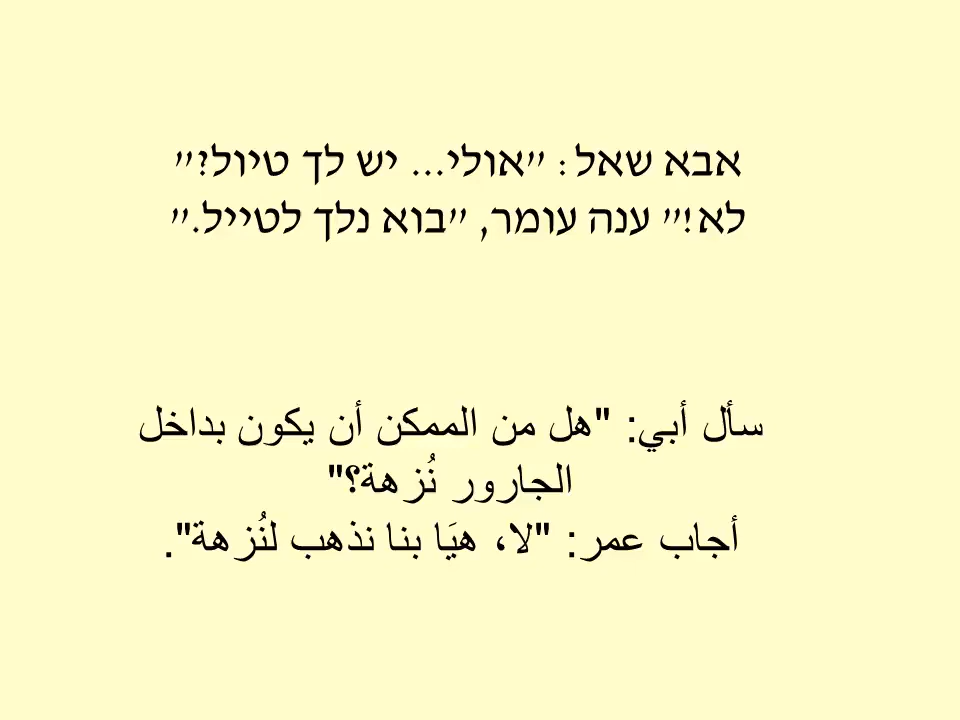 אבא שאל: "אולי... יש לך טיול?"
לא!" ענה עומר, "בוא נלך לטייל."
سأل أبي: "هل من الممكن أن يكون بداخل
الجارور نُزهة؟"
أجاب عمر: "لا، هيَا بنا نذهب لنُزهة".